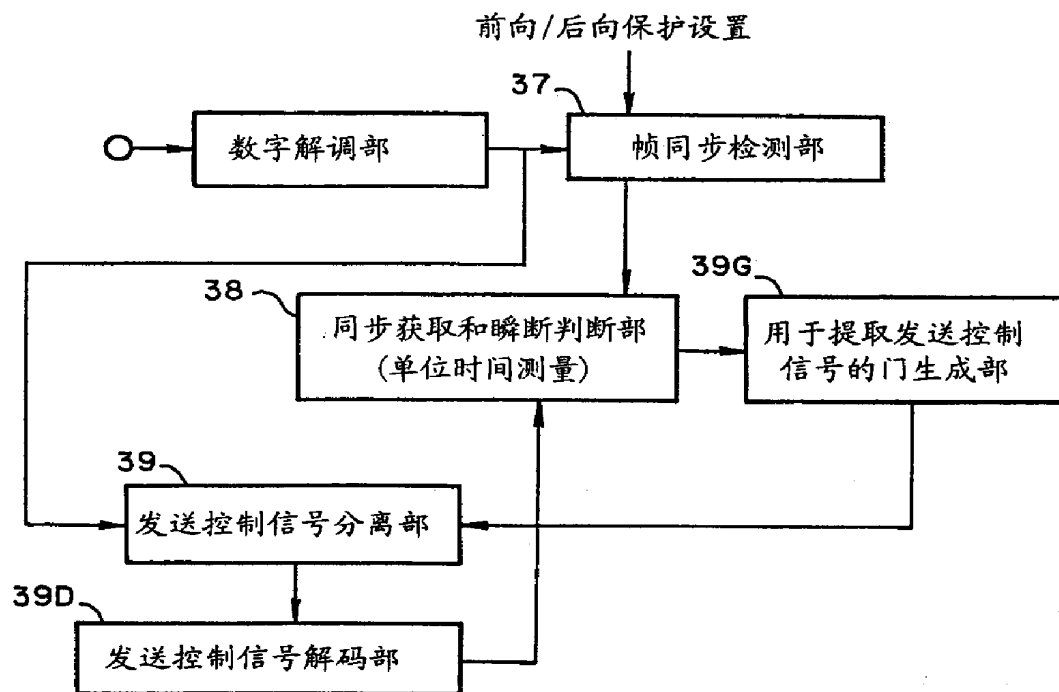 前向/后向保护设置
37
数字解调部
帧同步检测部
38
39G
同步获取和瞬断判断部
(单位时间测量)
用于提取发送控制
信号的门生成部
39
发送控制信号分离部
39D
发送控制信号解码部